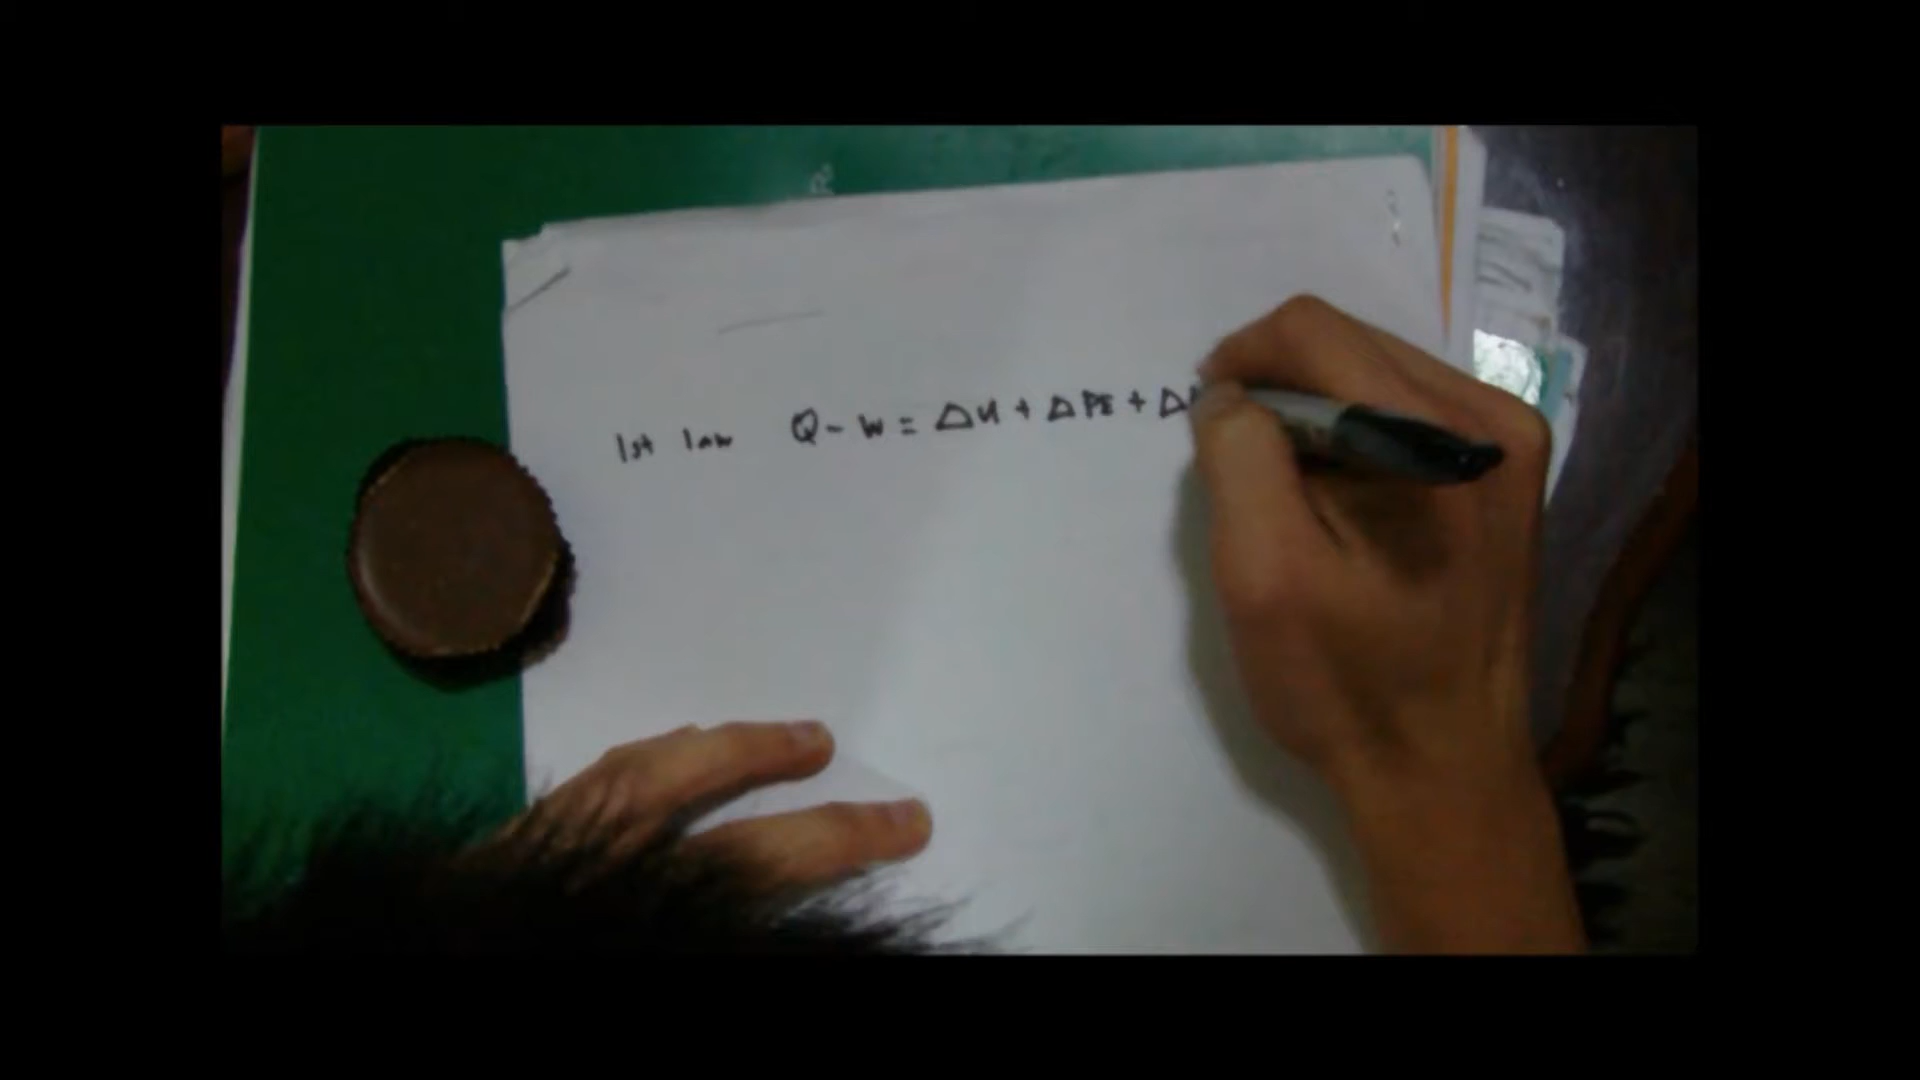 1st law Q - W = ΔU + ΔPE + Δ